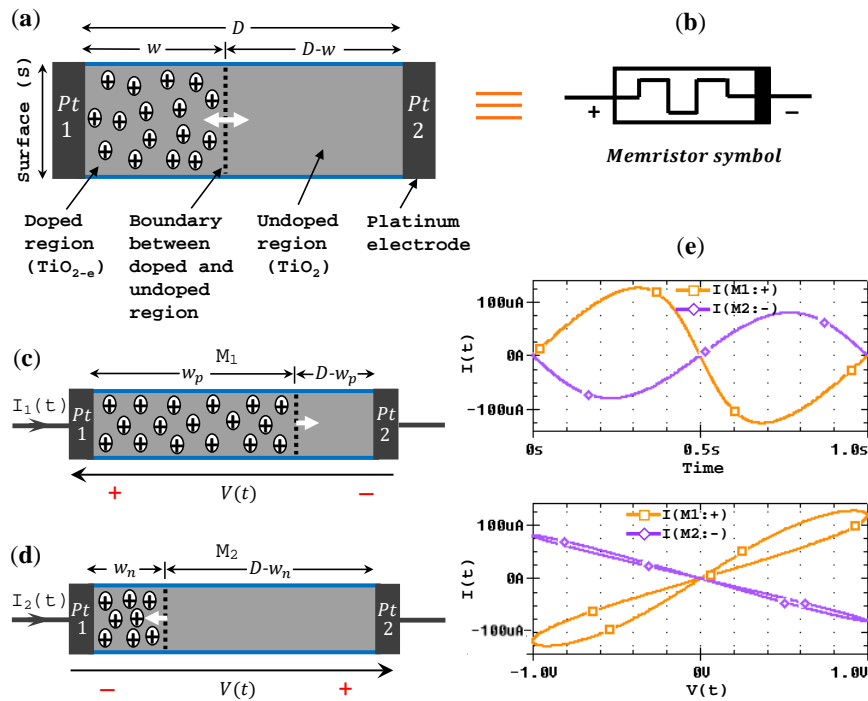 (a)
D
w
D-w
Surface (S)
Pt
1
Pt
2
Doped
region
(TiO2-e)
Boundary
between
doped and
undoped
region
Undoped
region
(TiO2)
Platinum
electrode
(b)
+
−
Memristor symbol
(c)
M1
wp
D-wp
I1(t)
Pt
1
Pt
2
+
V(t)
−
(d)
M2
wn
D-wn
I2(t)
Pt
1
Pt
2
−
V(t)
+
(e)
I(M1:+)
I(M2:-)
100uA
0A
-100uA
I(t)
0s
0.5s
1.0s
Time
I(M1:+)
I(M2:-)
100uA
0A
-100uA
I(t)
-1.0V
0V
1.0V
V(t)